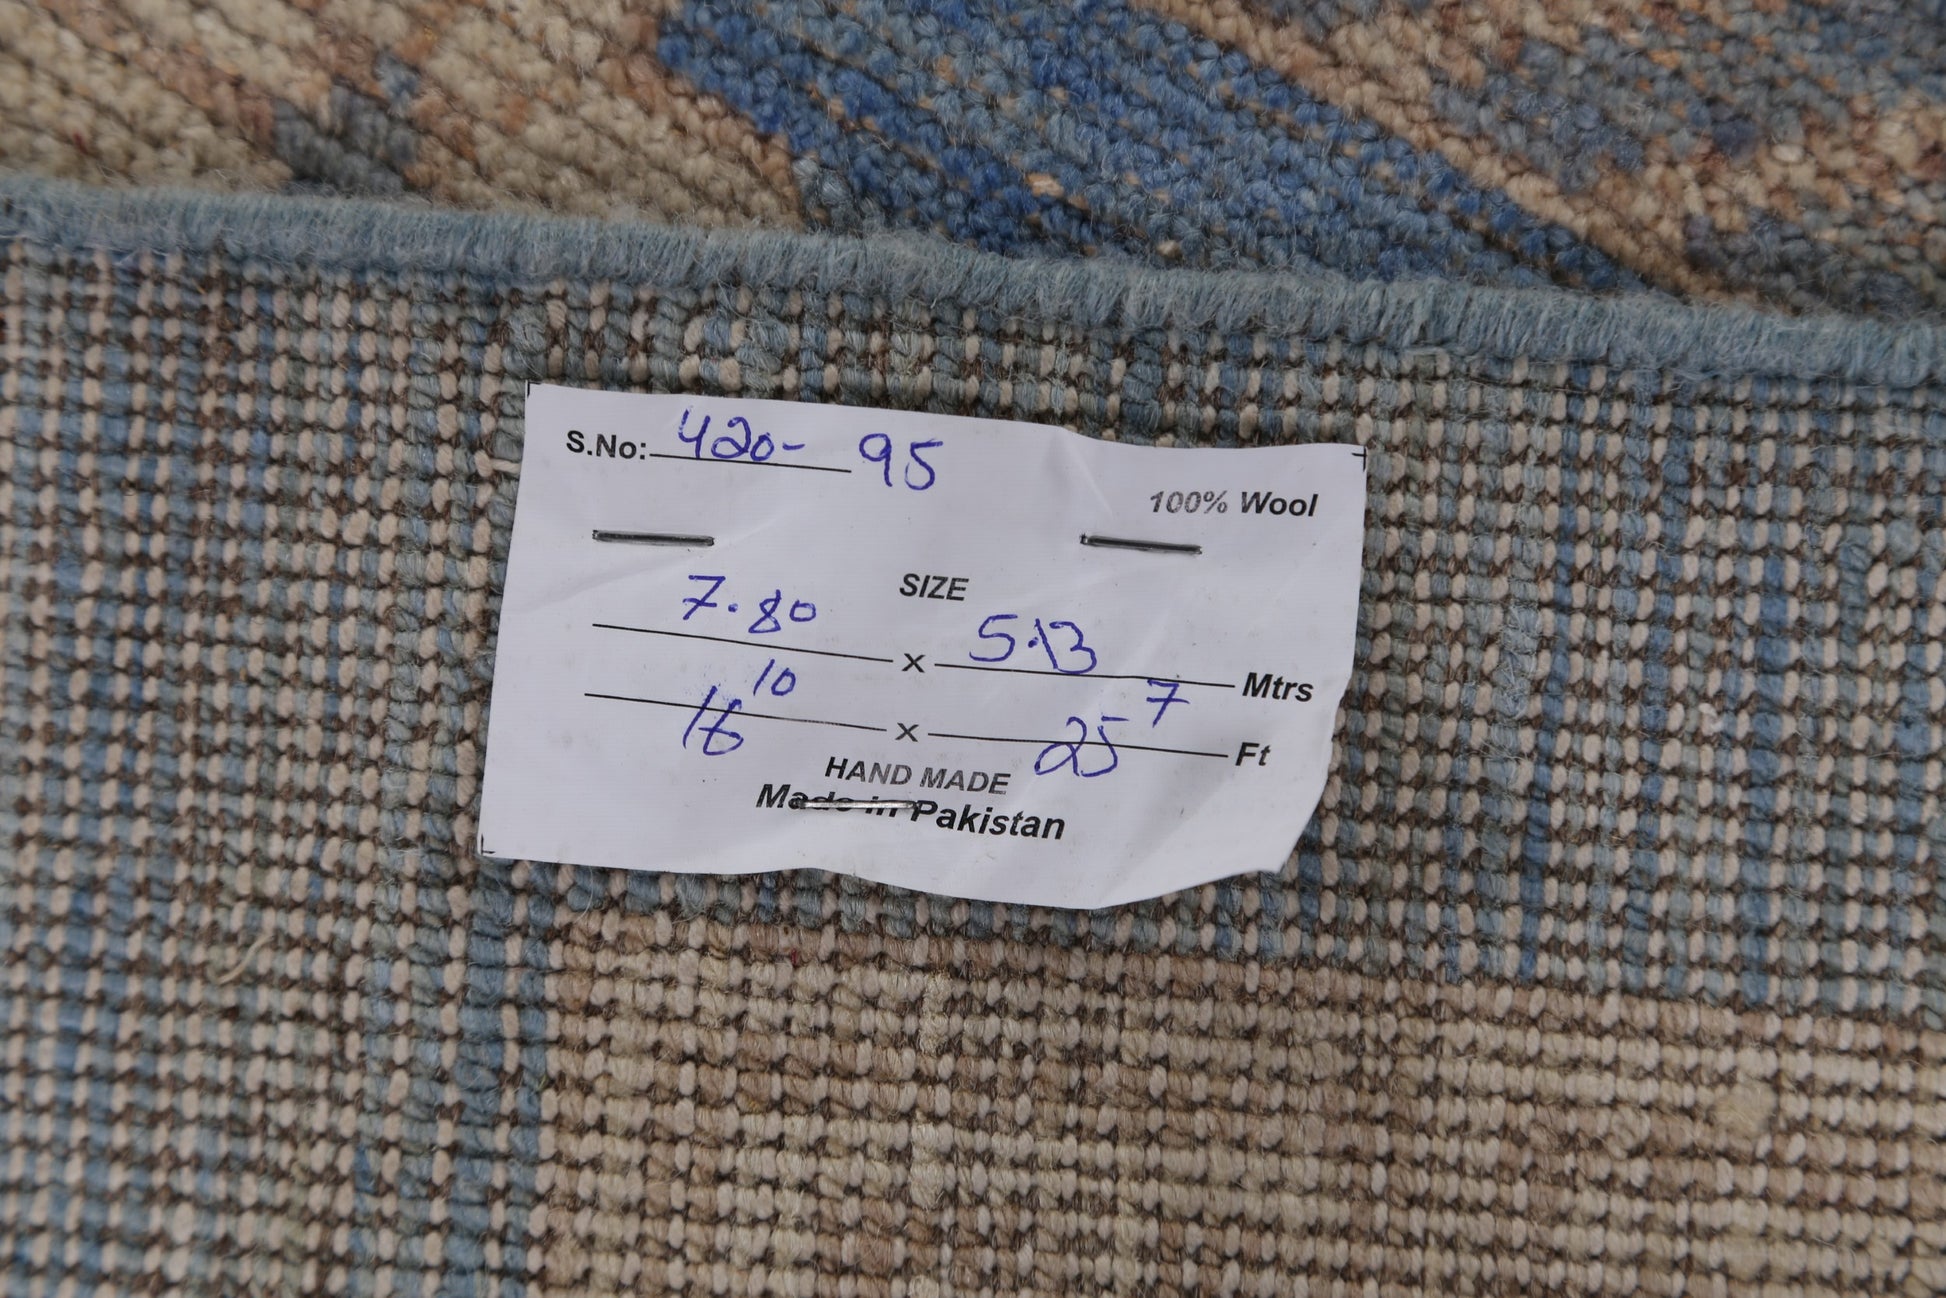 S.No: 420- 95
100% Wool
SIZE
7.80 x 5.13 Mtrs
16 10 x 25 7 Ft
HAND MADE
Made in Pakistan